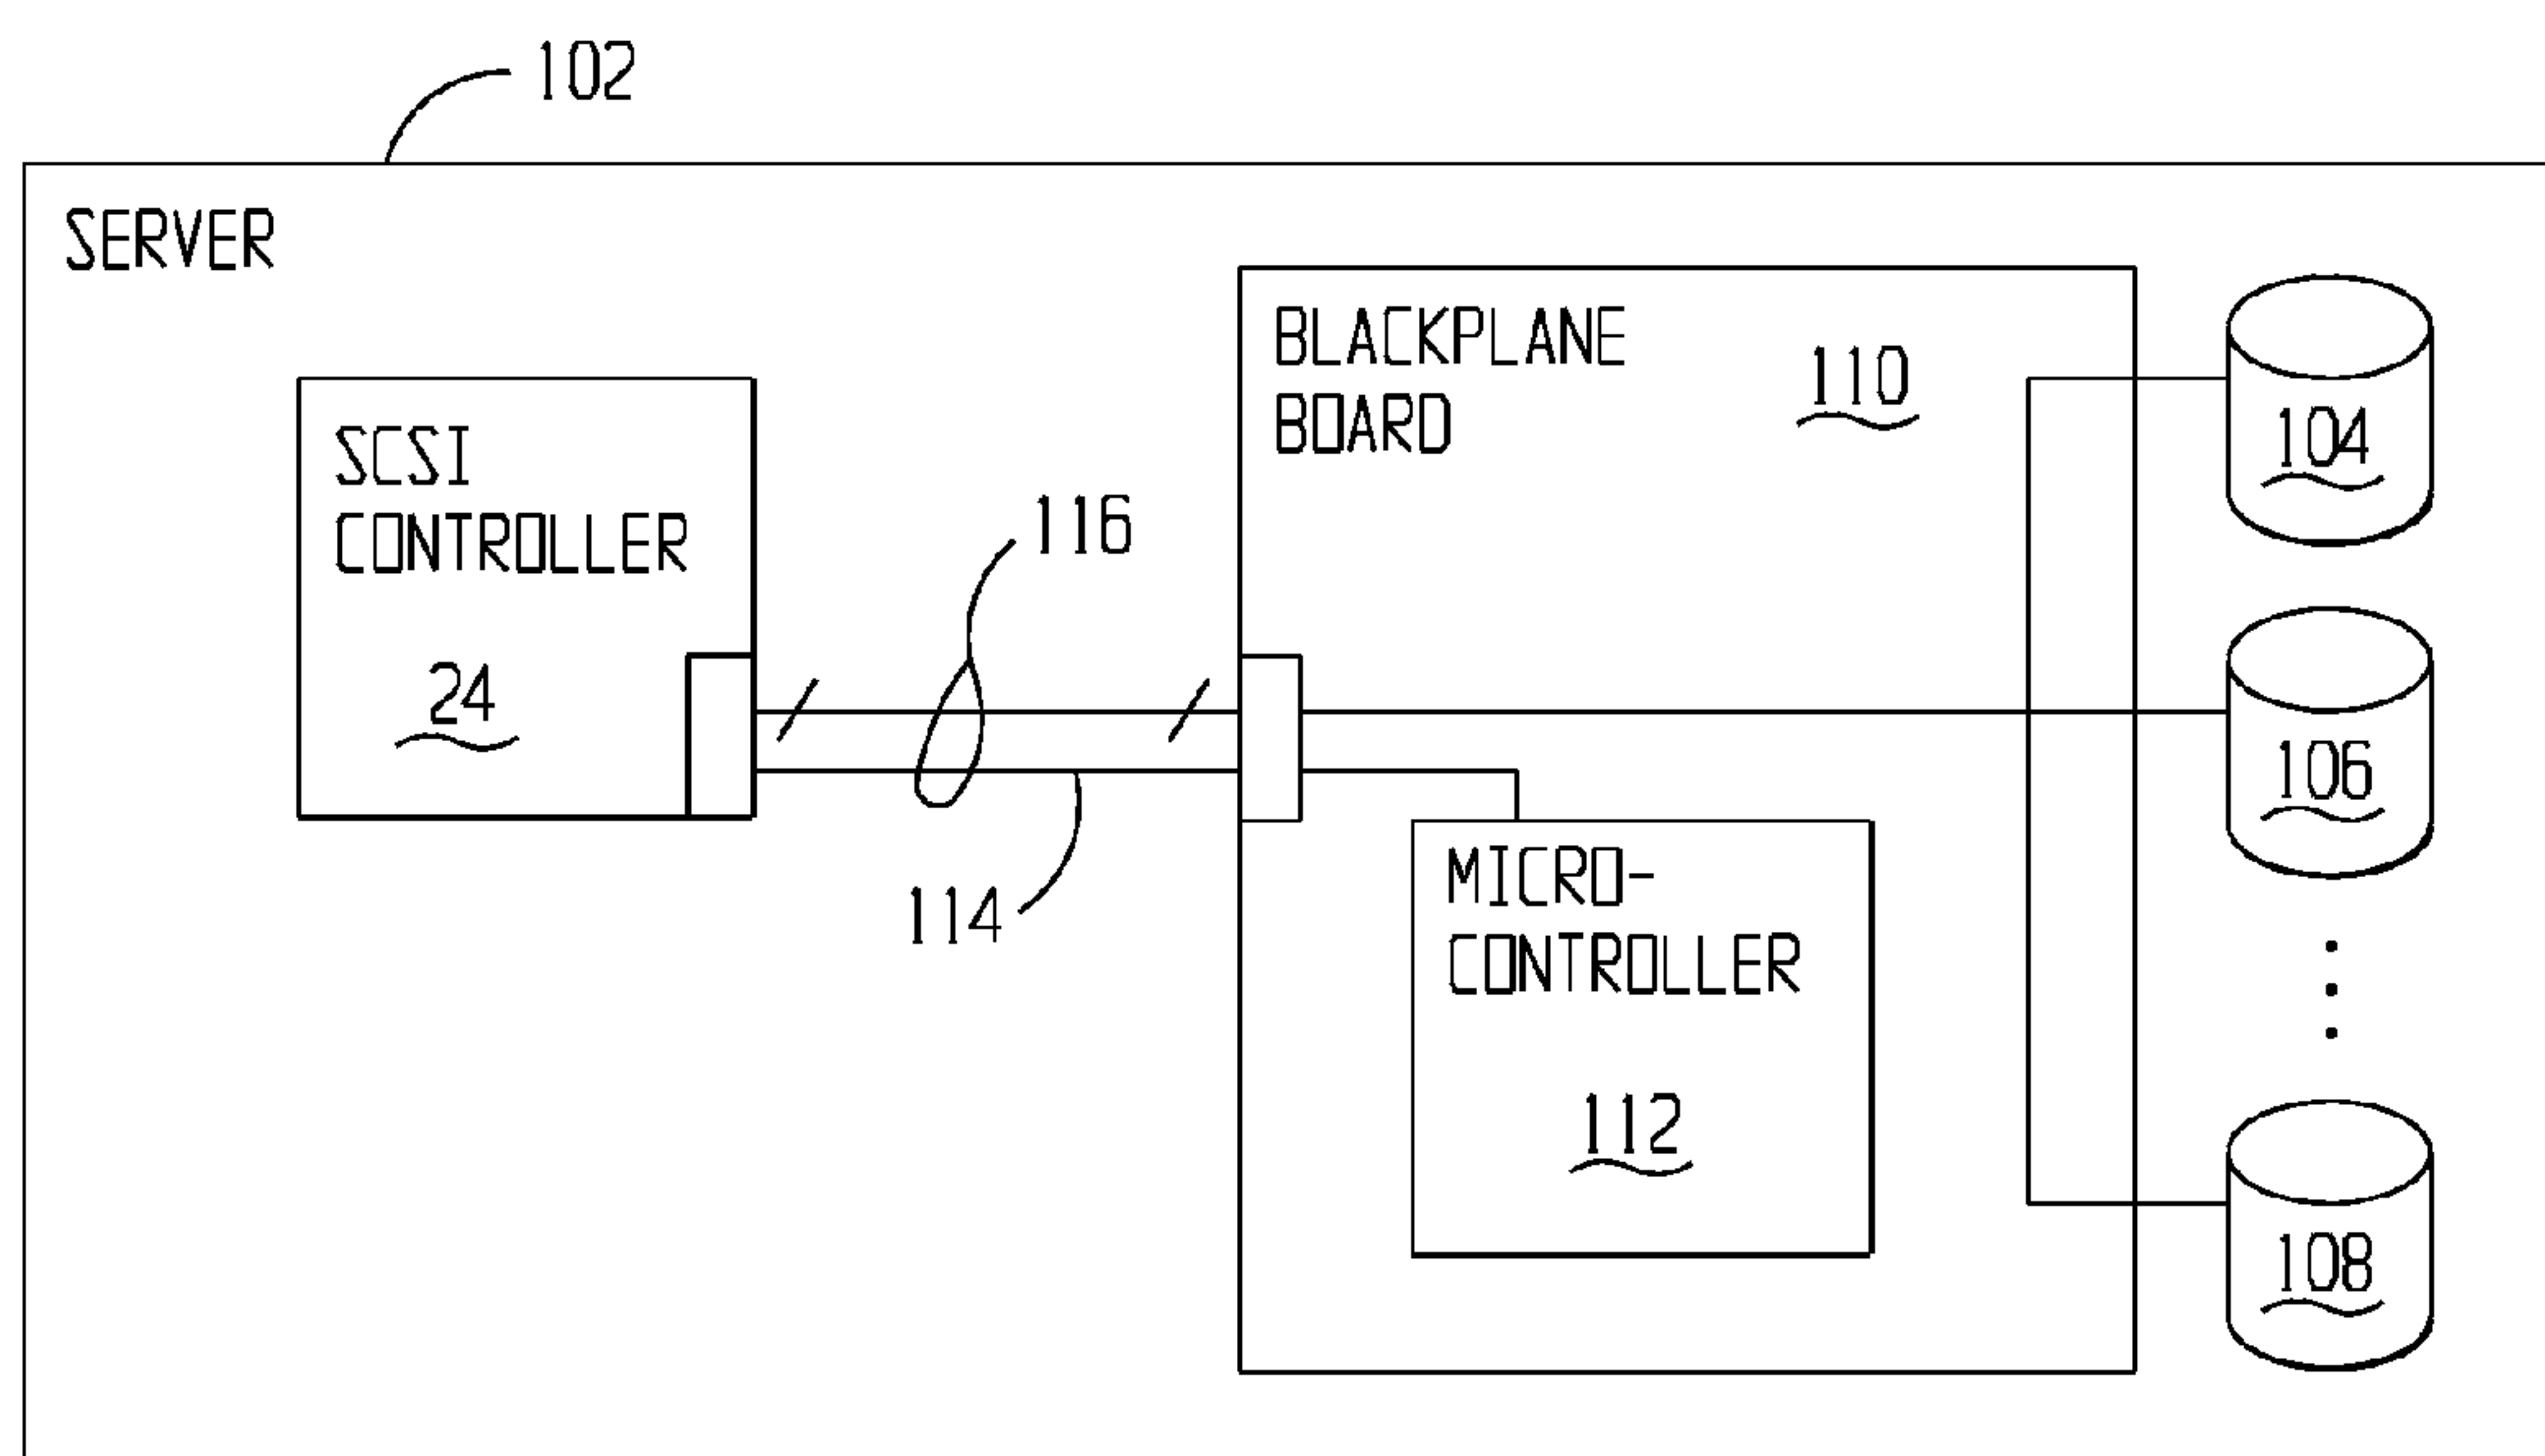 102
SERVER
BLACKPLANE
BOARD
110
104
SCSI
CONTROLLER
24
116
106
114
MICRO-
CONTROLLER
112
108